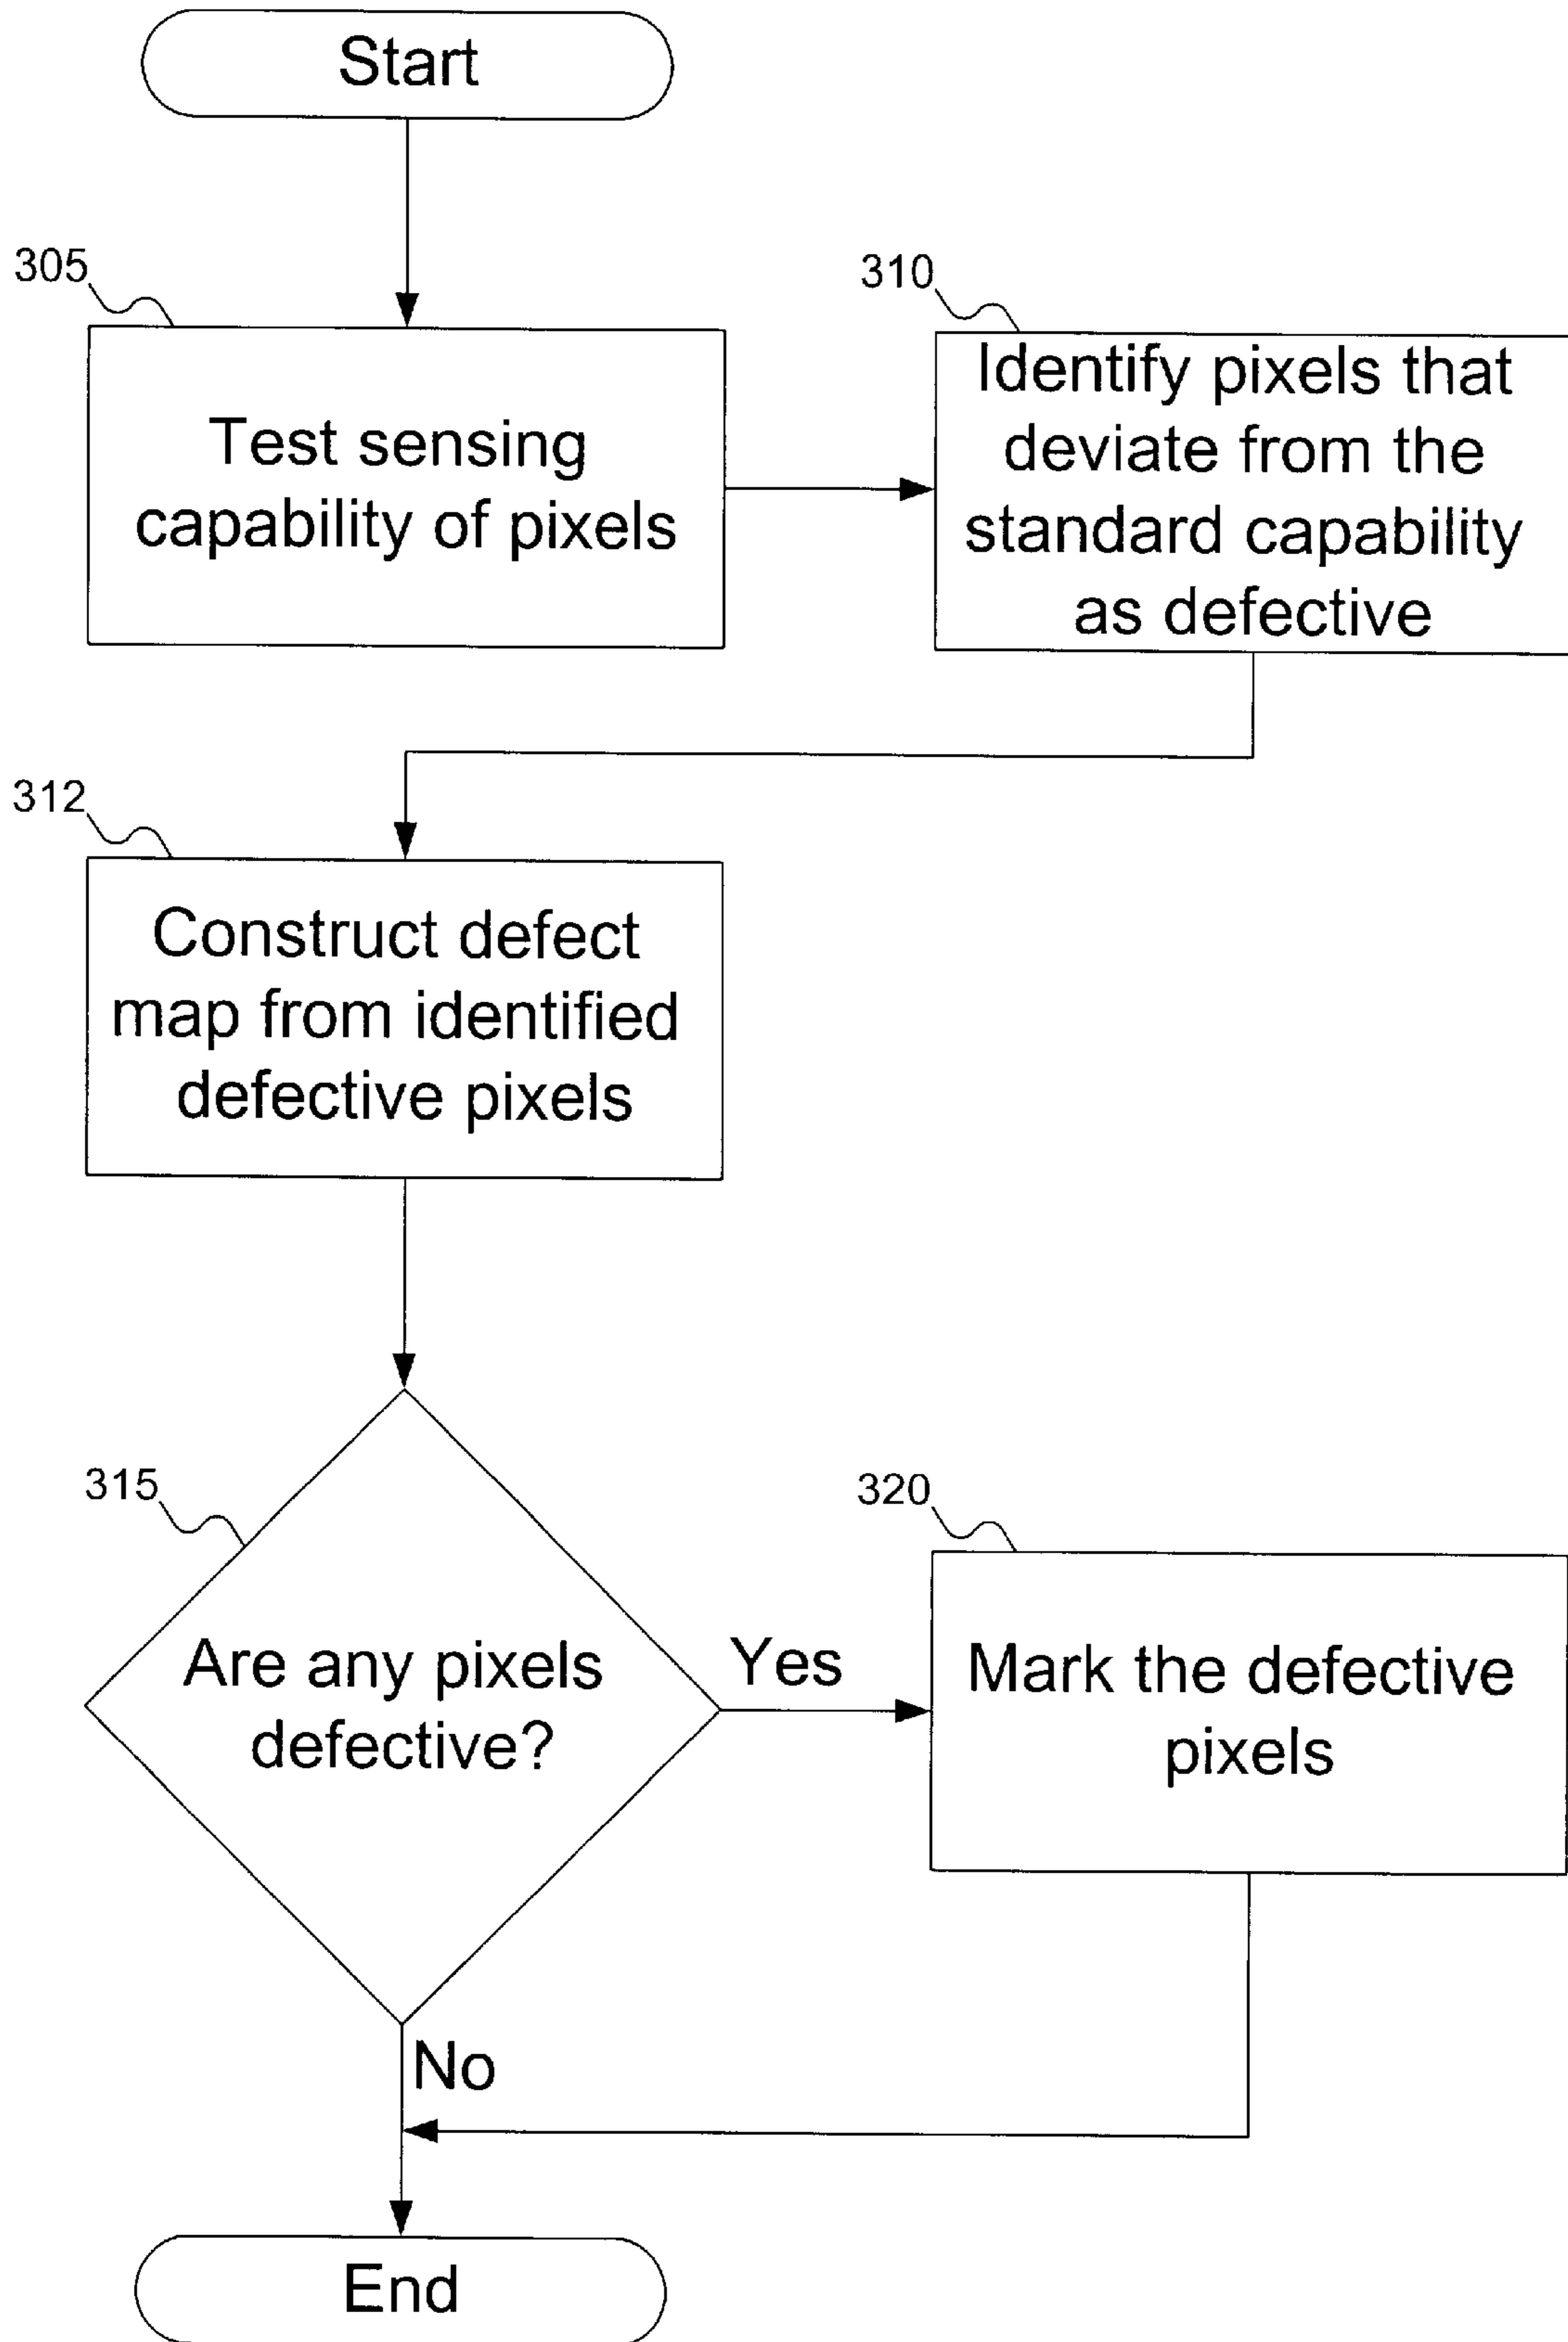 Start
305
Test sensing
capability of pixels
310
Identify pixels that
deviate from the
standard capability
as defective
312
Construct defect
map from identified
defective pixels
315
Are any pixels
defective?
Yes
320
Mark the defective
pixels
No
End